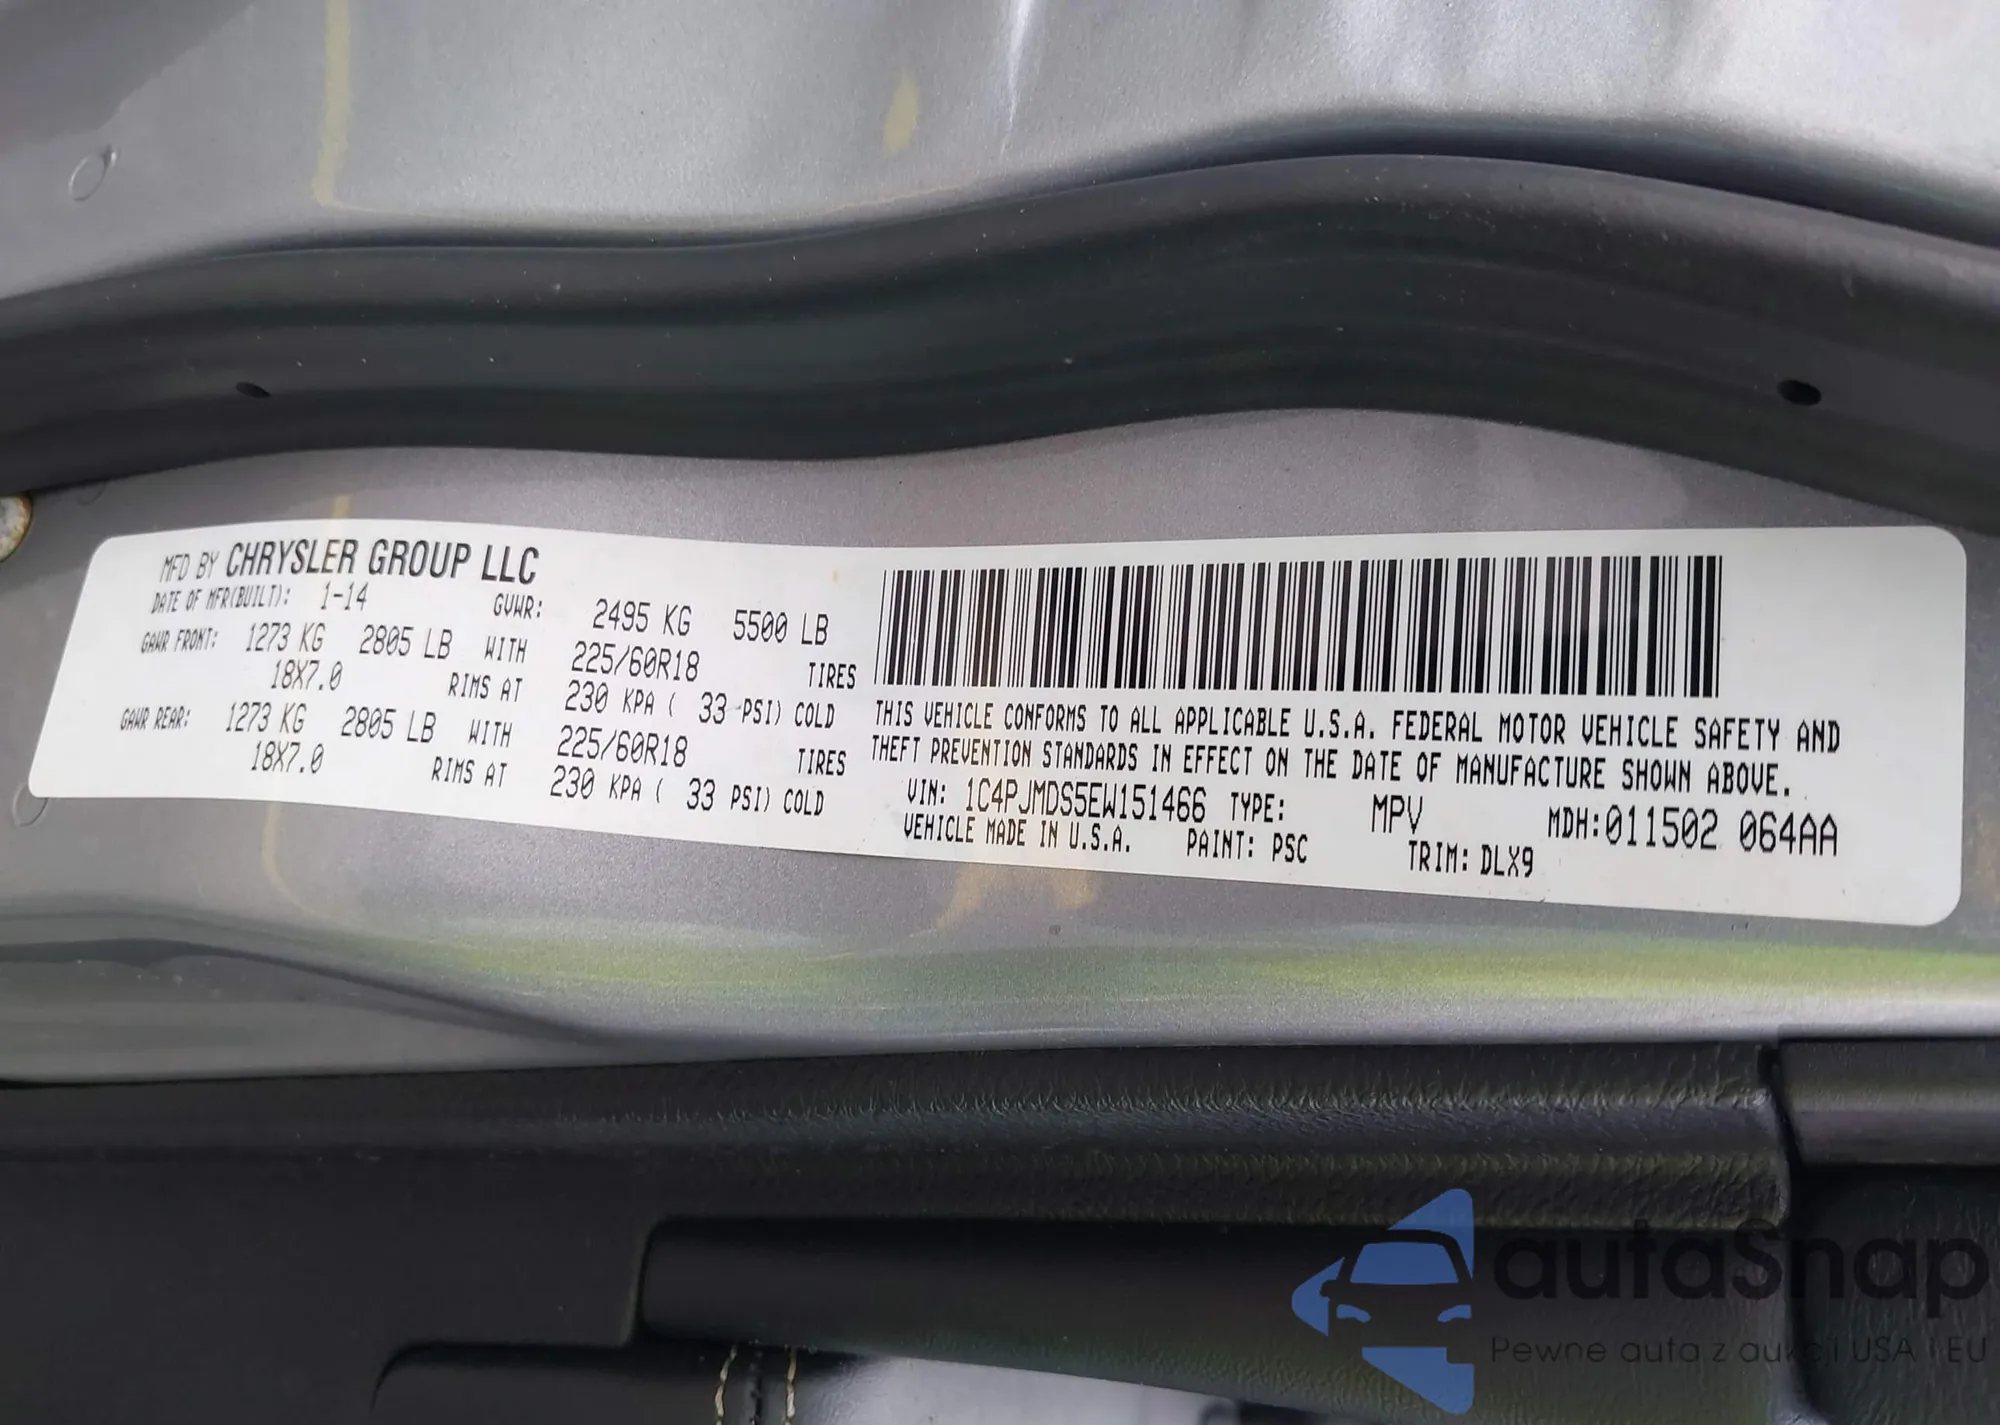 MFD BY CHRYSLER GROUP LLC
DATE OF MFR(BUILT): 1-14 GVWR: 2495 KG 5500 LB
GAWR FRONT: 1273 KG 2805 LB WITH 225/60R18 TIRES
18X7.0 RIMS AT 230 KPA ( 33 PSI) COLD
GAWR REAR: 1273 KG 2805 LB WITH 225/60R18 TIRES
18X7.0 RIMS AT 230 KPA ( 33 PSI) COLD
THIS VEHICLE CONFORMS TO ALL APPLICABLE U.S.A. FEDERAL MOTOR VEHICLE SAFETY AND
THEFT PREVENTION STANDARDS IN EFFECT ON THE DATE OF MANUFACTURE SHOWN ABOVE.
VIN: 1C4PJMDS5EW151466 TYPE: MPV MDH:011502 064AA
VEHICLE MADE IN U.S.A. PAINT: PSC TRIM: DLX9
autaSnap
Pewne auta z aukcji USA i EU